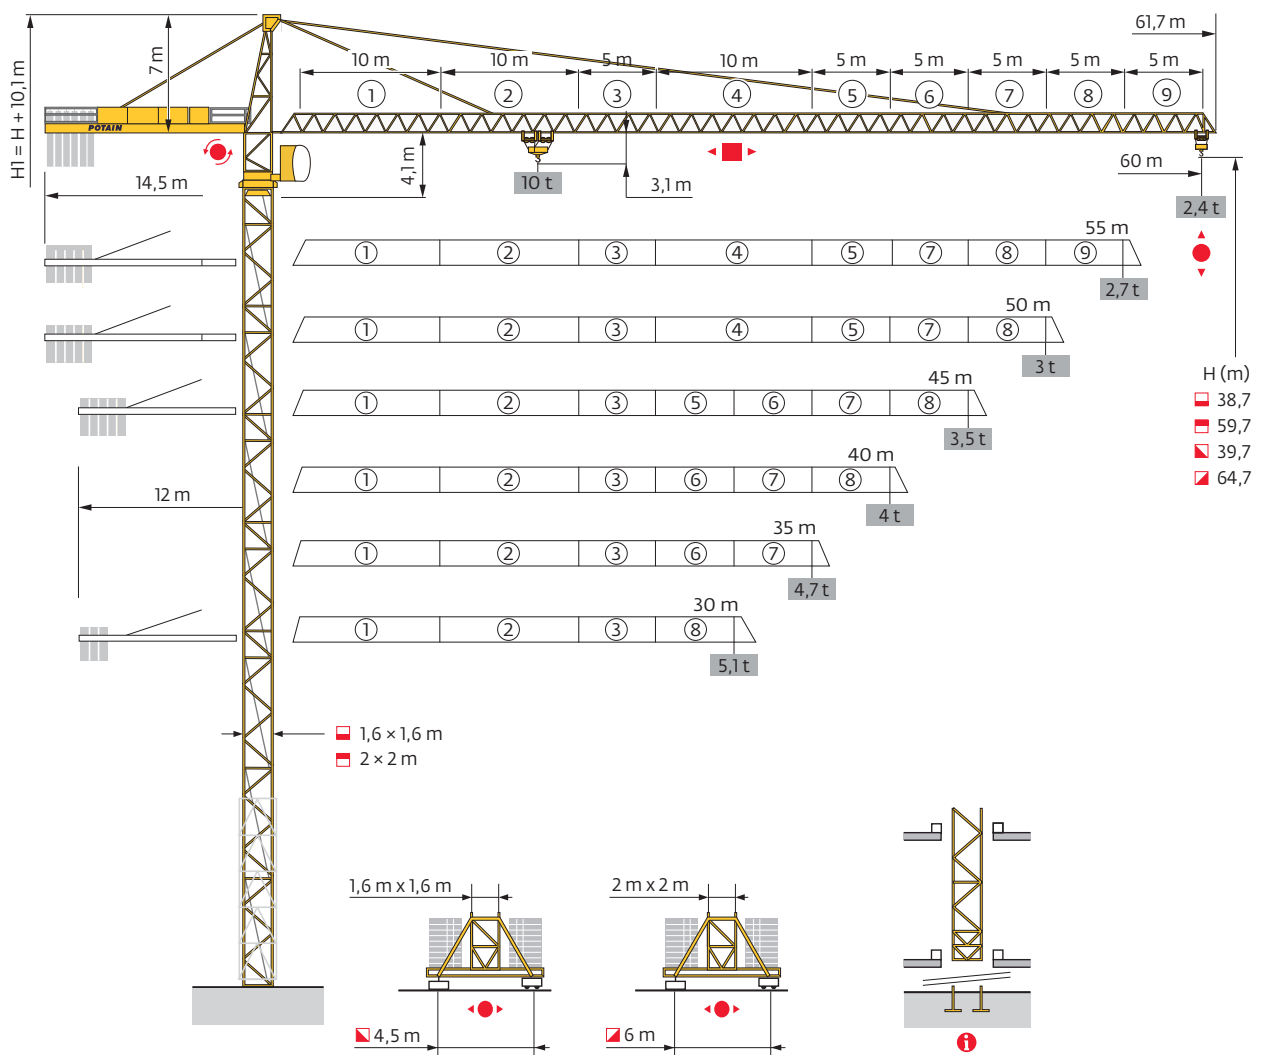 61,7 m
H1 = H + 10,1 m
7 m
10 m 10 m 5 m 10 m 5 m 5 m 5 m 5 m 5 m
1 2 3 4 5 6 7 8 9
POTAIN
4,1 m
10 t
3,1 m
60 m
2,4 t
14,5 m
55 m
1 2 3 4 5 7 8 9
2,7 t
50 m
1 2 3 4 5 7 8
3 t
45 m
1 2 3 5 6 7 8
3,5 t
H (m)
38,7
59,7
39,7
64,7
40 m
1 2 3 6 7 8
4 t
12 m
35 m
1 2 3 6 7
4,7 t
30 m
1 2 3 8
5,1 t
1,6 × 1,6 m
2 × 2 m
1,6 m x 1,6 m
2 m x 2 m
4,5 m
6 m
i